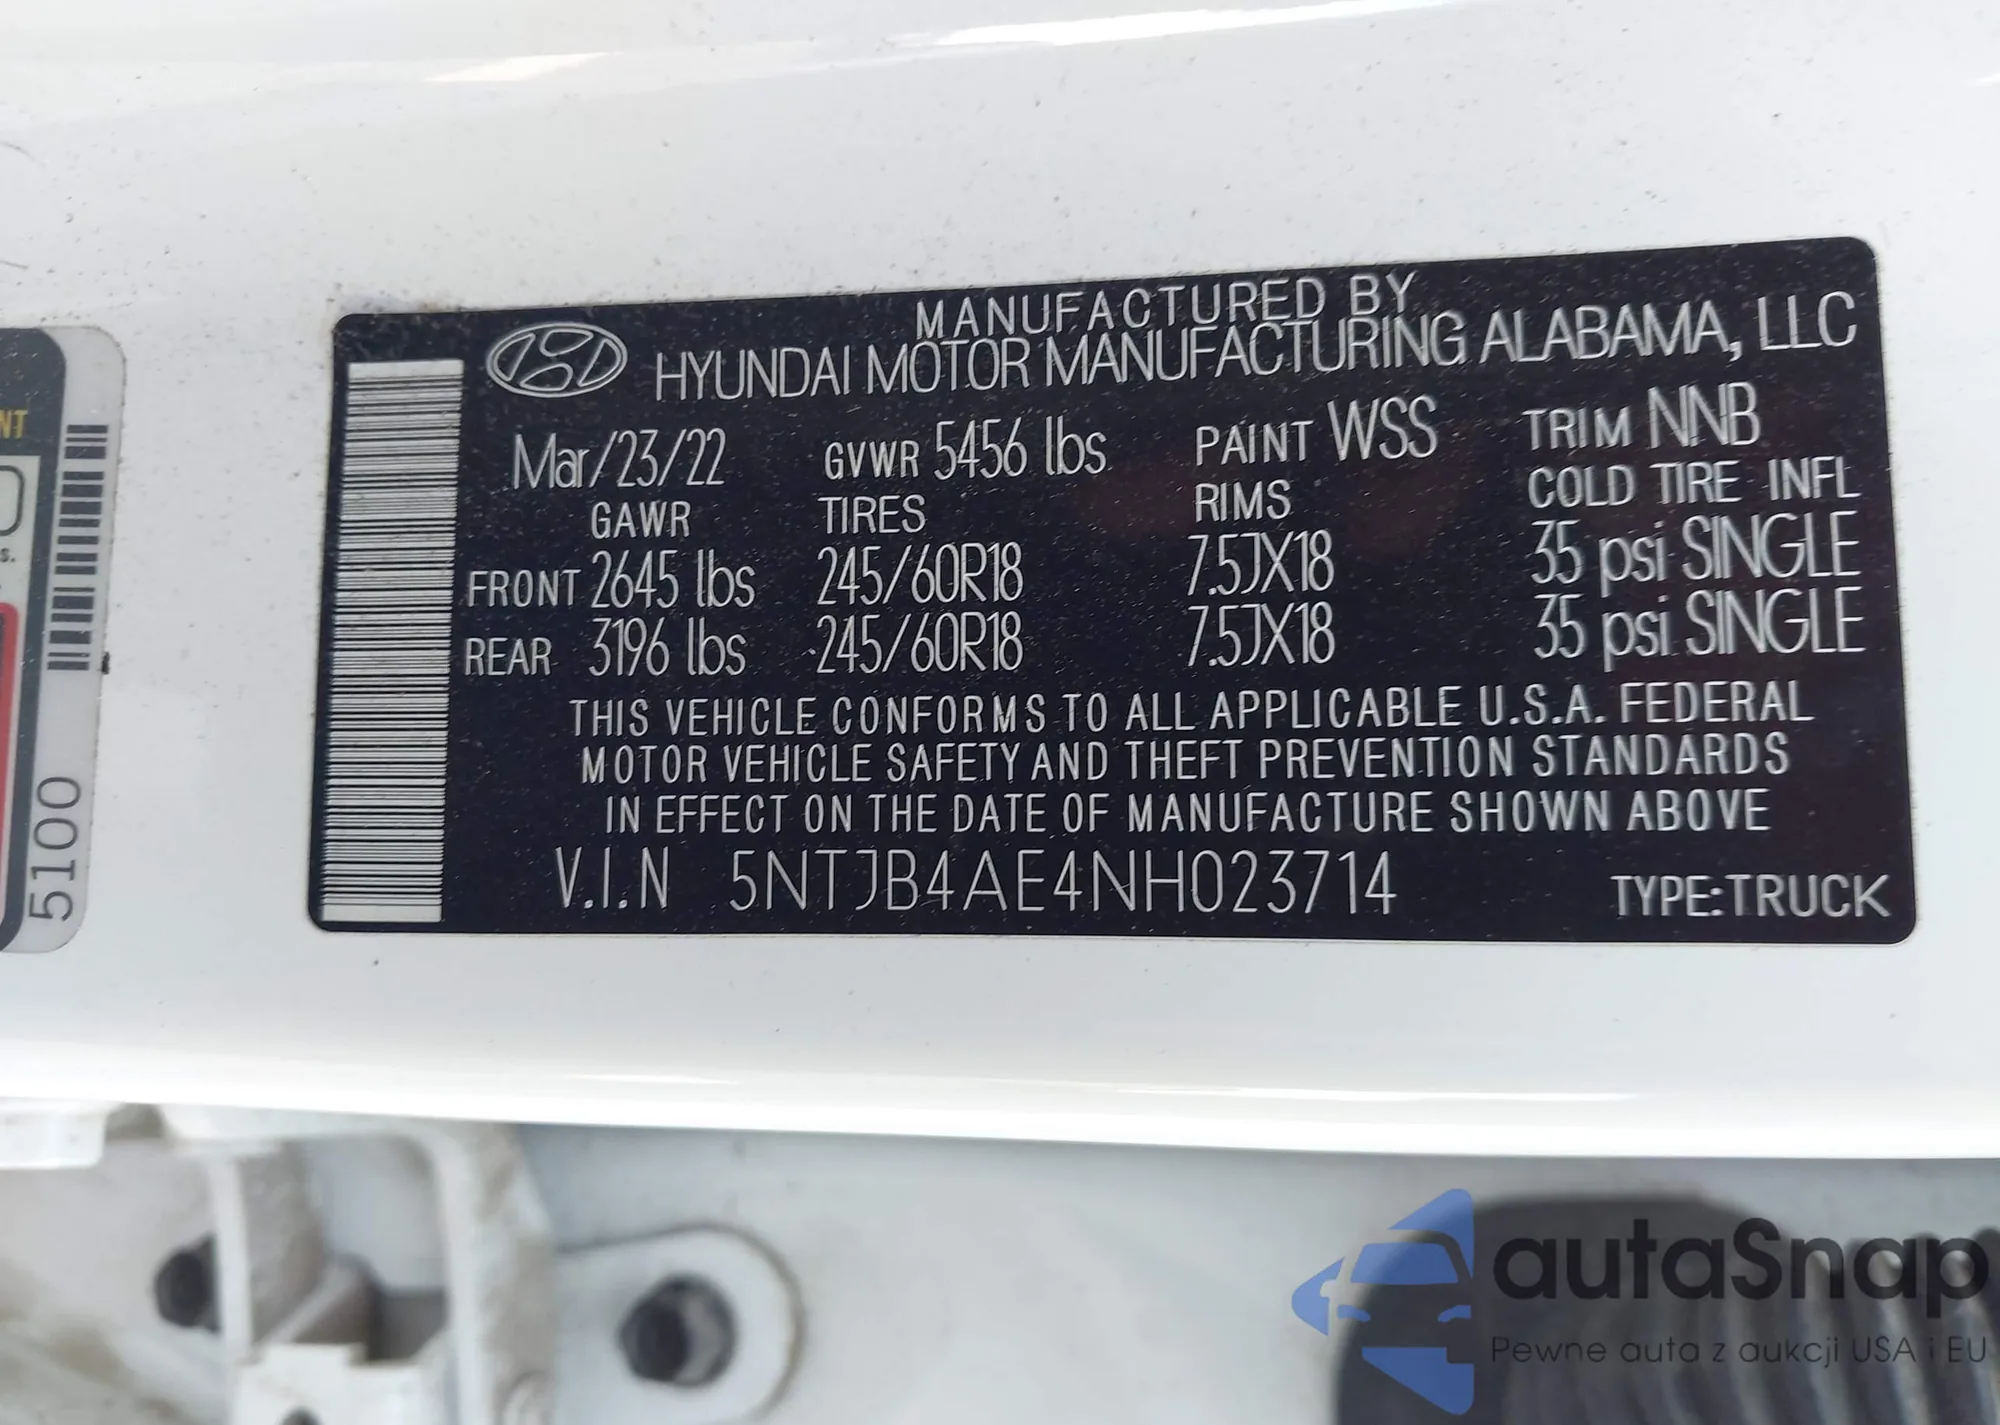 MANUFACTURED BY
HYUNDAI MOTOR MANUFACTURING ALABAMA, LLC
Mar/23/22 GVWR 5456 lbs PAINT WSS TRIM NNB
GAWR TIRES RIMS COLD TIRE INFL
FRONT 2645 lbs 245/60R18 7.5JX18 35 psi SINGLE
REAR 3196 lbs 245/60R18 7.5JX18 35 psi SINGLE
THIS VEHICLE CONFORMS TO ALL APPLICABLE U.S.A. FEDERAL
MOTOR VEHICLE SAFETY AND THEFT PREVENTION STANDARDS
IN EFFECT ON THE DATE OF MANUFACTURE SHOWN ABOVE
V.I.N 5NTJB4AE4NH023714 TYPE:TRUCK
NT
s.
5100
autoSnap
Pewne auta z aukcji USA i EU